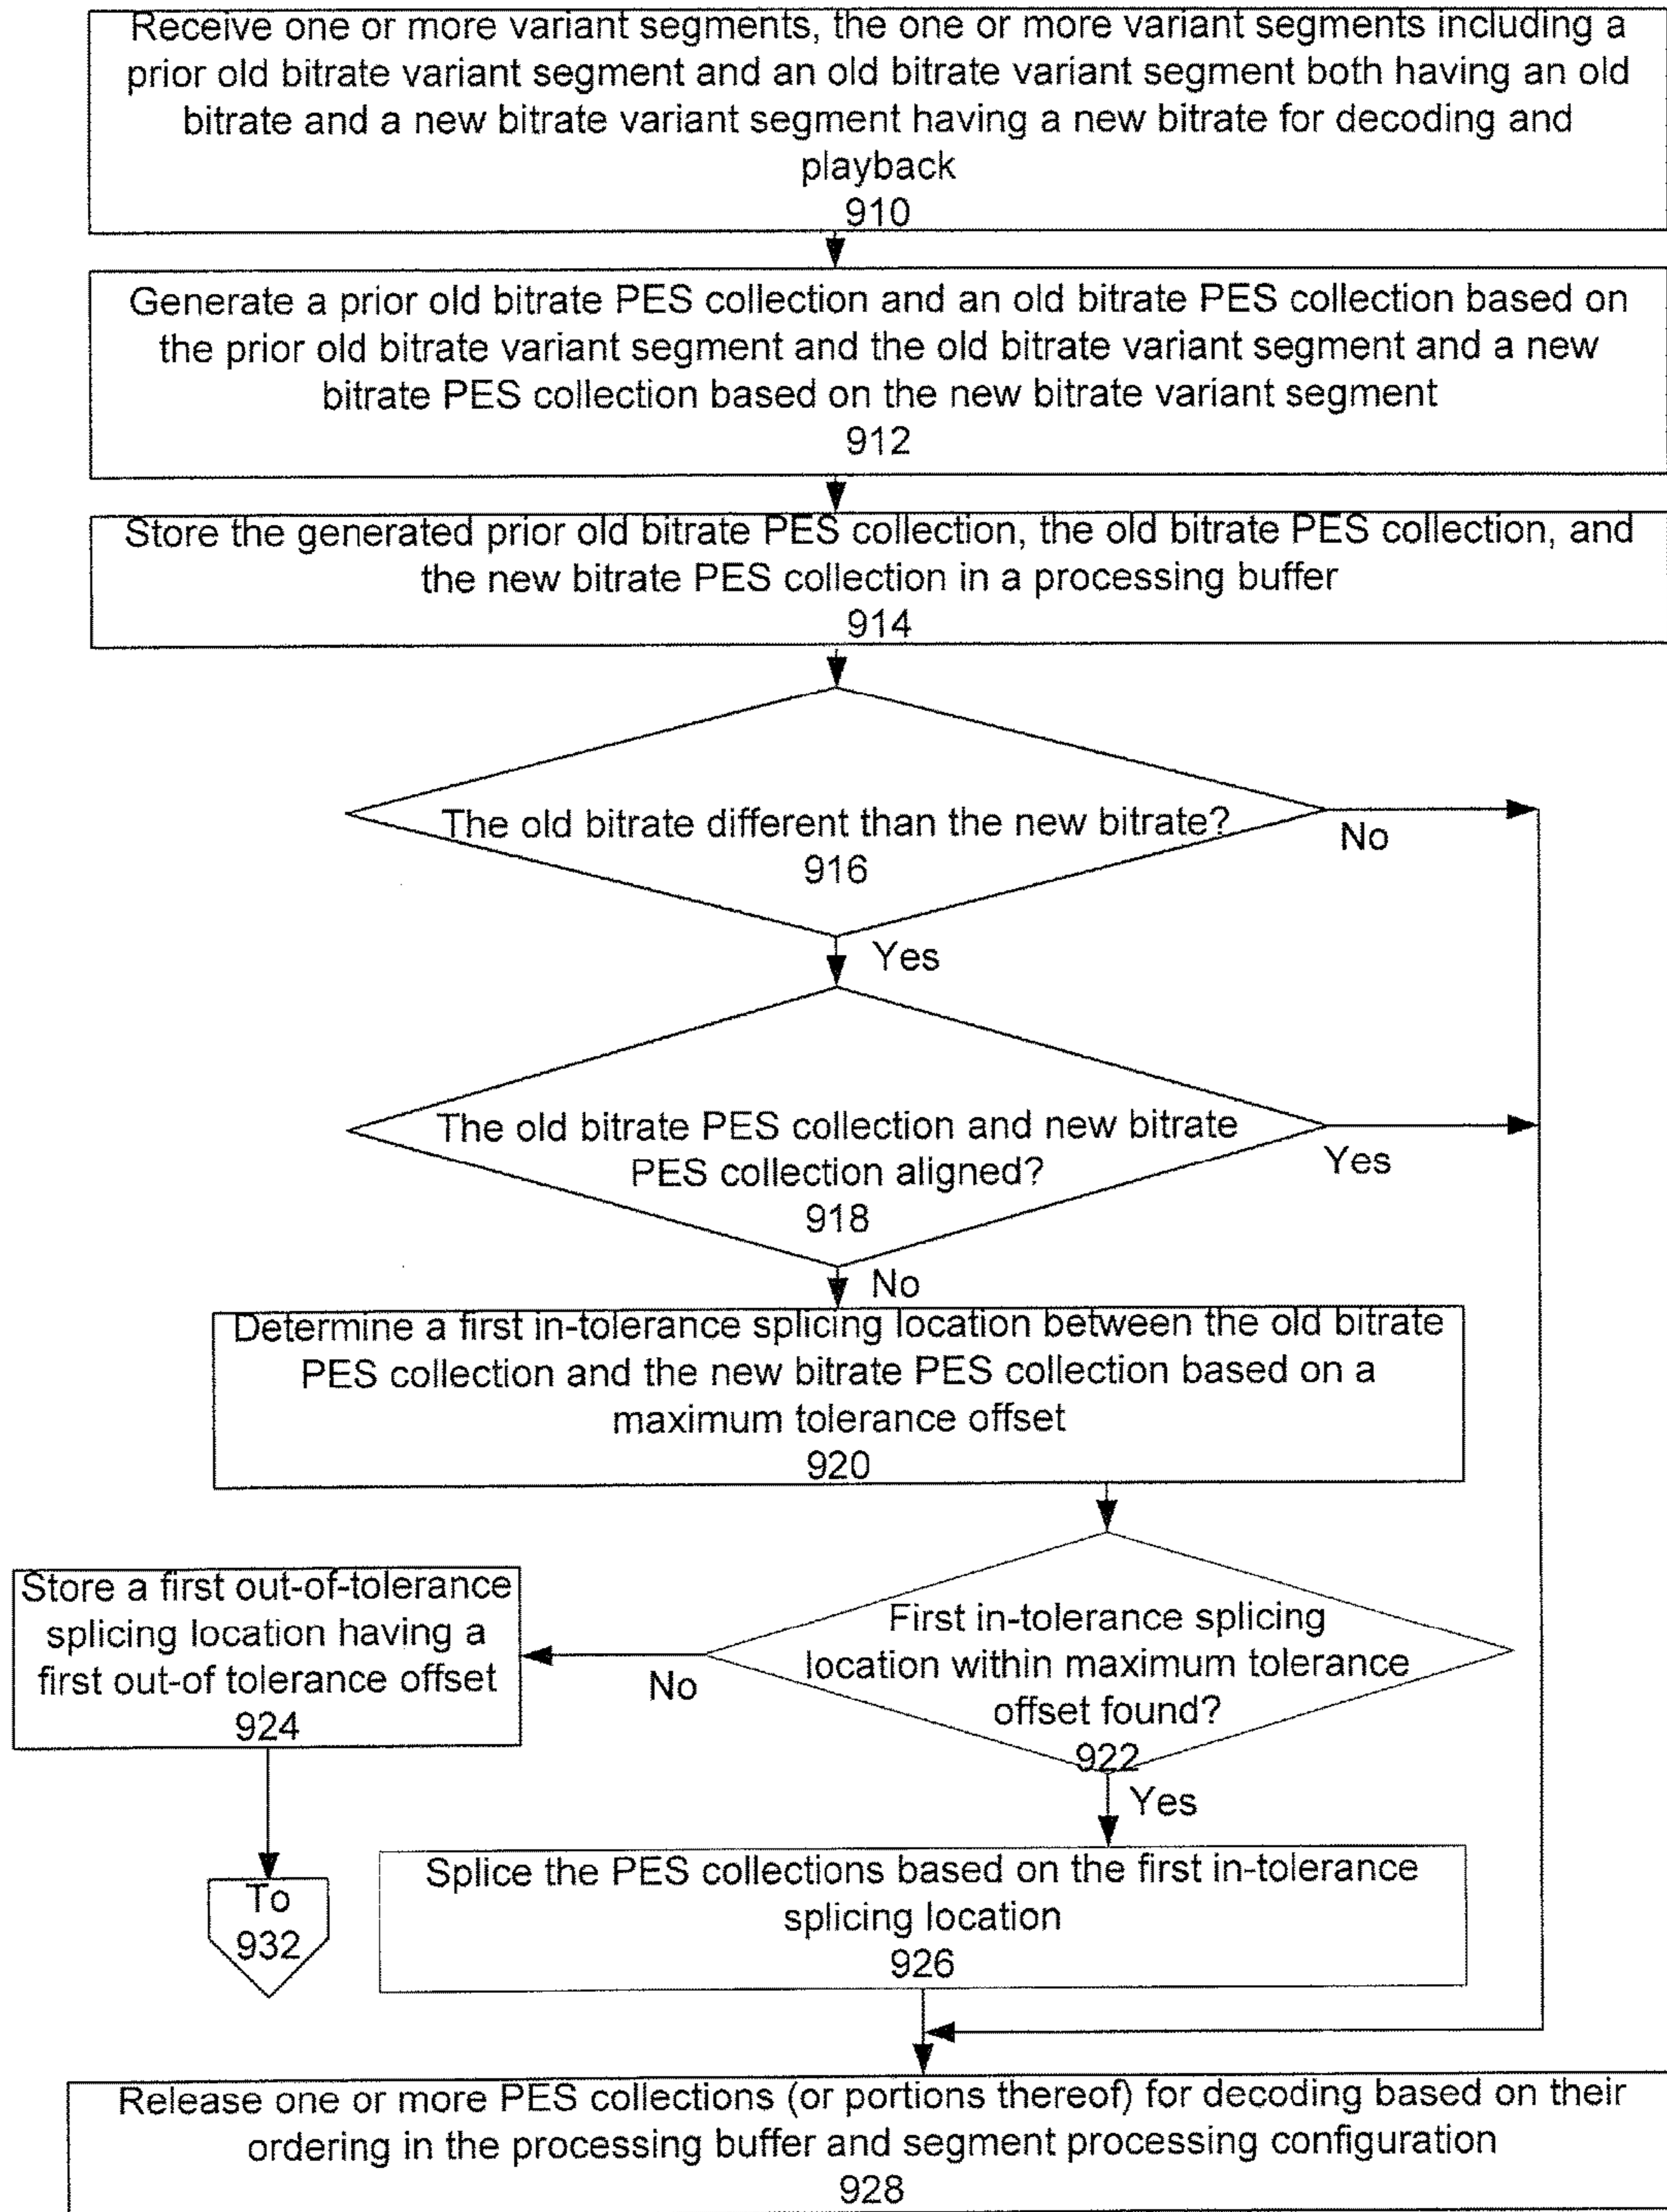 Receive one or more variant segments, the one or more variant segments including a
prior old bitrate variant segment and an old bitrate variant segment both having an old
bitrate and a new bitrate variant segment having a new bitrate for decoding and
playback
910
Generate a prior old bitrate PES collection and an old bitrate PES collection based on
the prior old bitrate variant segment and the old bitrate variant segment and a new
bitrate PES collection based on the new bitrate variant segment
912
Store the generated prior old bitrate PES collection, the old bitrate PES collection, and
the new bitrate PES collection in a processing buffer
914
The old bitrate different than the new bitrate?
916
No
Yes
The old bitrate PES collection and new bitrate
PES collection aligned?
918
Yes
No
Determine a first in-tolerance splicing location between the old bitrate
PES collection and the new bitrate PES collection based on a
maximum tolerance offset
920
First in-tolerance splicing
location within maximum tolerance
offset found?
922
No
Yes
Store a first out-of-tolerance
splicing location having a
first out-of tolerance offset
924
To
932
Splice the PES collections based on the first in-tolerance
splicing location
926
Release one or more PES collections (or portions thereof) for decoding based on their
ordering in the processing buffer and segment processing configuration
928